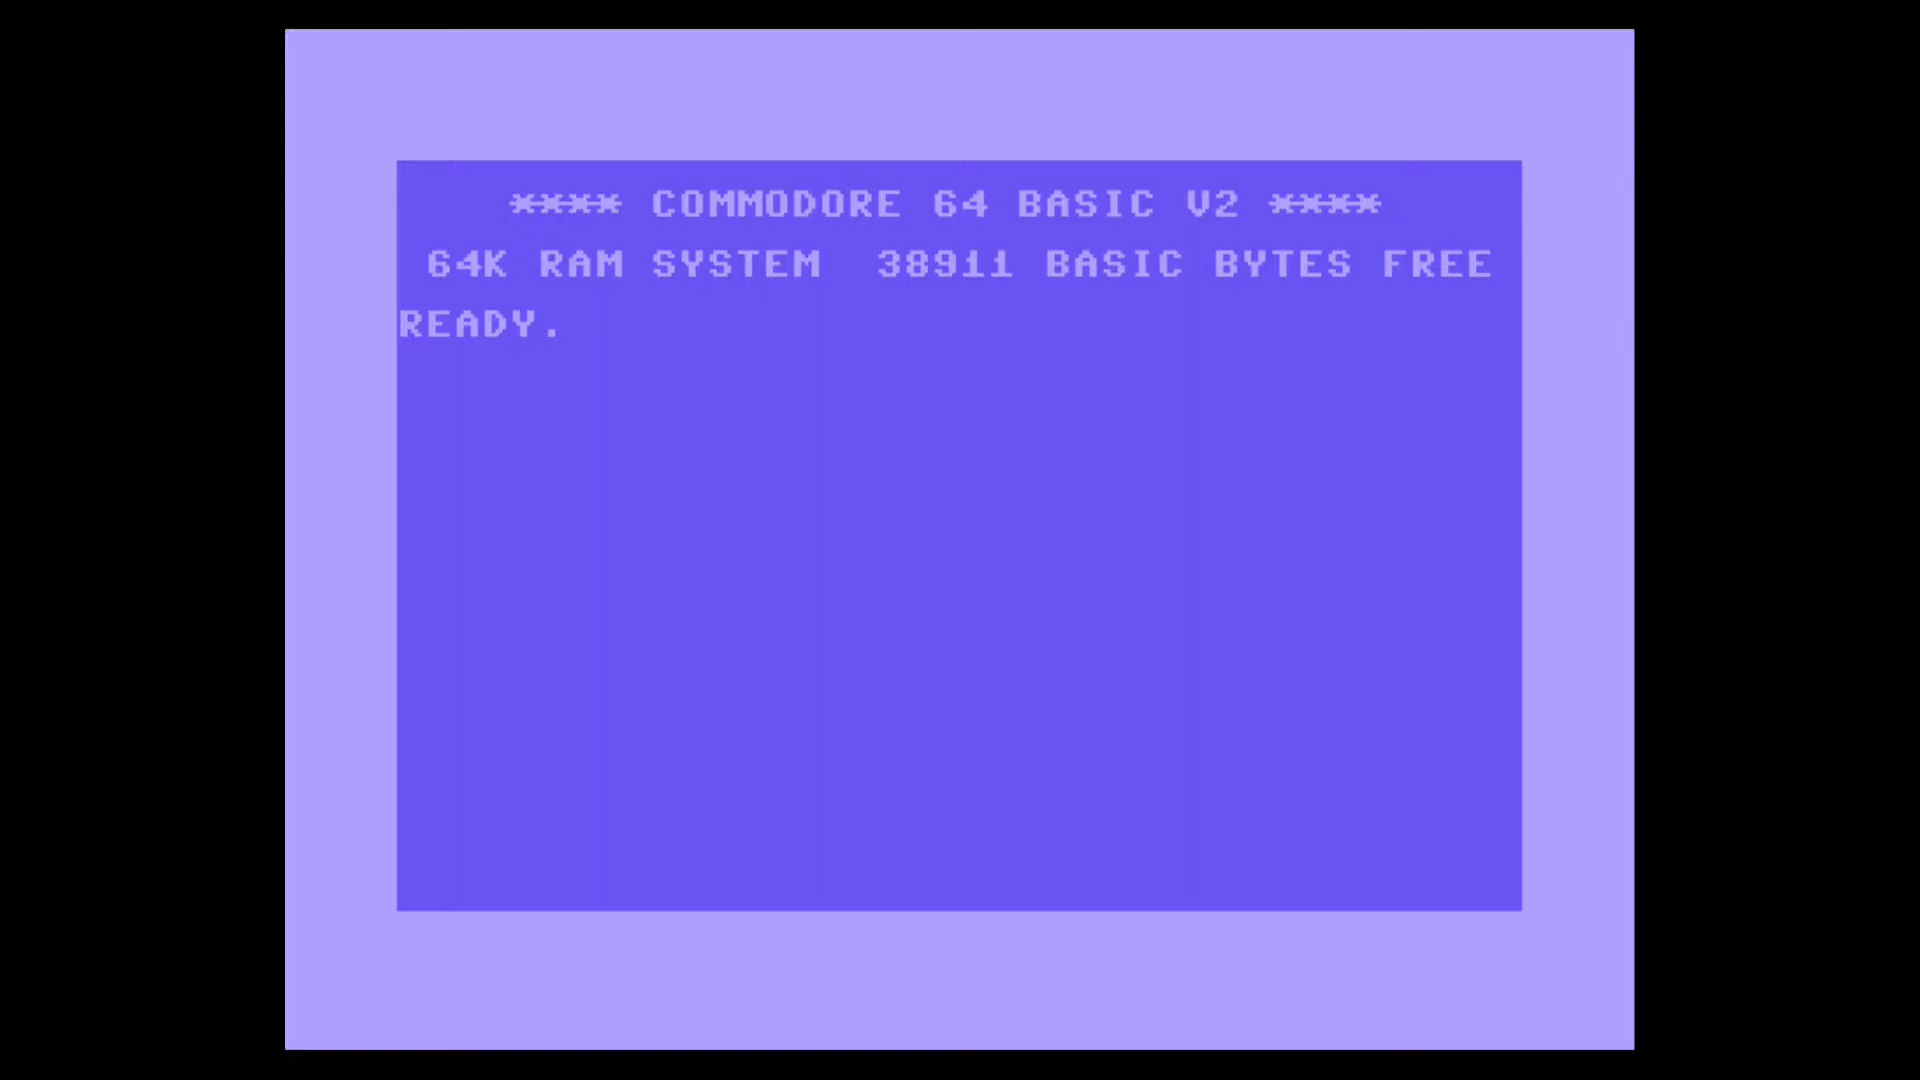 **** COMMODORE 64 BASIC V2 ****
64K RAM SYSTEM  38911 BASIC BYTES FREE
READY.